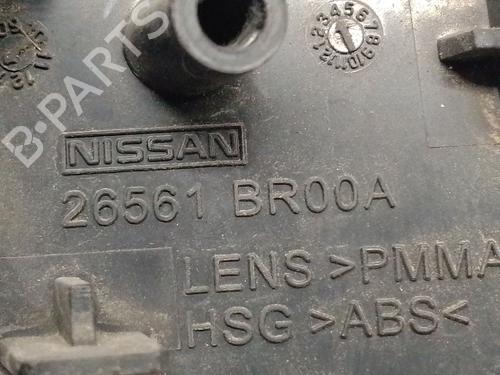 B-PARTS
NISSAN
26561 BR00A
LENS >PMMA
HSG >ABS<